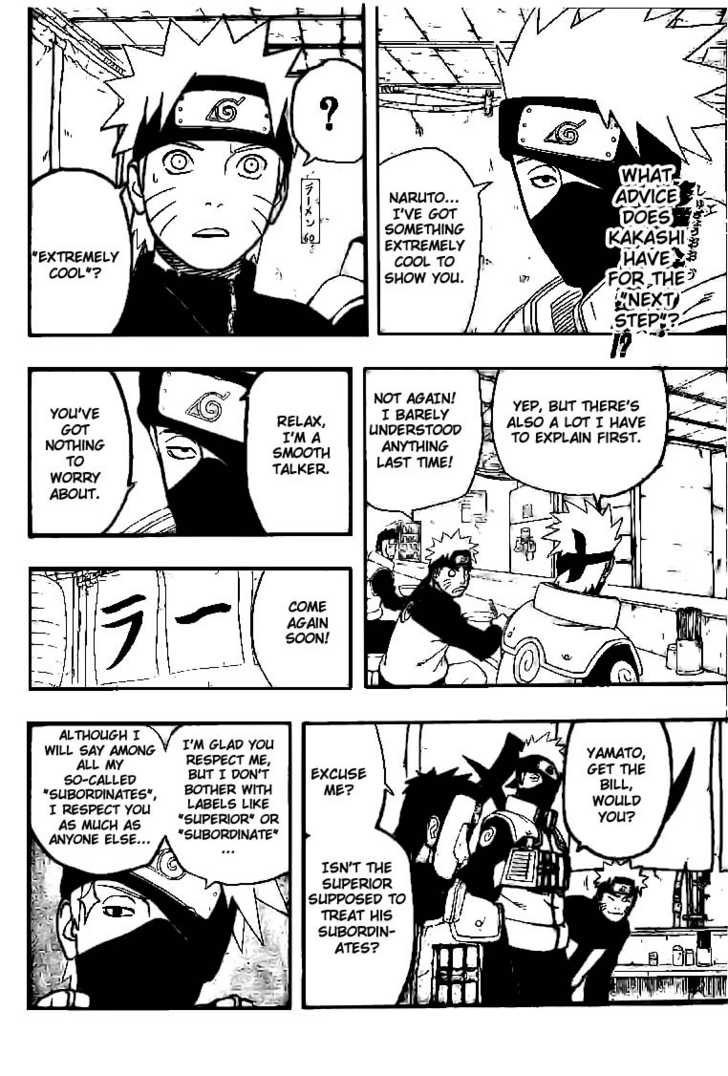 NARUTO...
I'VE GOT
SOMETHING
EXTREMELY
COOL TO
SHOW YOU.
WHAT
ADVICE
DOES
KAKASHI
HAVE
FOR THE
"NEXT
STEP"?
!?
?
ラーメン
60
"EXTREMELY
COOL"?
YEP, BUT THERE'S
ALSO A LOT I HAVE
TO EXPLAIN FIRST.
NOT AGAIN!
I BARELY
UNDERSTOOD
ANYTHING
LAST TIME!
RELAX,
I'M A
SMOOTH
TALKER.
YOU'VE
GOT
NOTHING
TO
WORRY
ABOUT.
COME
AGAIN
SOON!
ラー
YAMATO,
GET THE
BILL,
WOULD
YOU?
EXCUSE
ME?
ISN'T THE
SUPERIOR
SUPPOSED TO
TREAT HIS
SUBORDIN-
ATES?
I'M GLAD YOU
RESPECT ME,
BUT I DON'T
BOTHER WITH
LABELS LIKE
"SUPERIOR" OR
"SUBORDINATE"
...
ALTHOUGH I
WILL SAY AMONG
ALL MY
SO-CALLED
"SUBORDINATES",
I RESPECT YOU
AS MUCH AS
ANYONE ELSE...